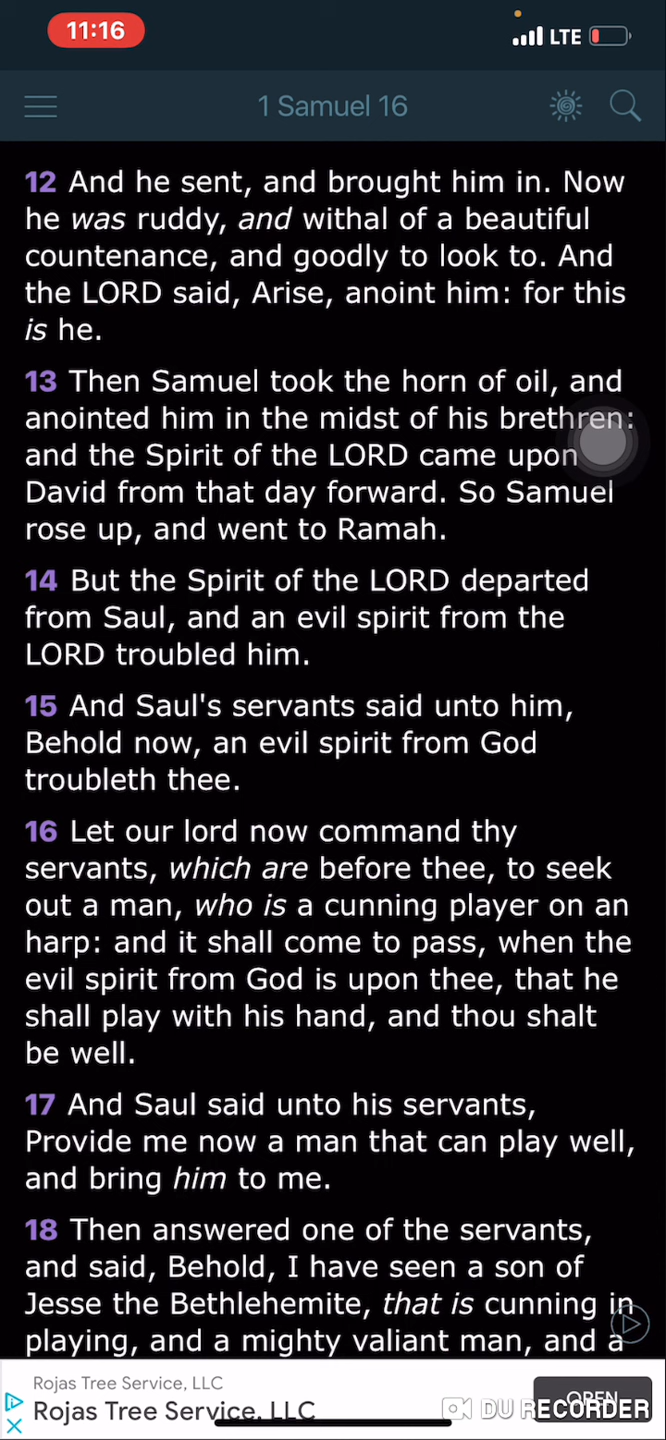 11:16
LTE
1 Samuel 16
12 And he sent, and brought him in. Now
he was ruddy, and withal of a beautiful
countenance, and goodly to look to. And
the LORD said, Arise, anoint him: for this
is he.
13 Then Samuel took the horn of oil, and
anointed him in the midst of his brethren:
and the Spirit of the LORD came upon
David from that day forward. So Samuel
rose up, and went to Ramah.
14 But the Spirit of the LORD departed
from Saul, and an evil spirit from the
LORD troubled him.
15 And Saul's servants said unto him,
Behold now, an evil spirit from God
troubleth thee.
16 Let our lord now command thy
servants, which are before thee, to seek
out a man, who is a cunning player on an
harp: and it shall come to pass, when the
evil spirit from God is upon thee, that he
shall play with his hand, and thou shalt
be well.
17 And Saul said unto his servants,
Provide me now a man that can play well,
and bring him to me.
18 Then answered one of the servants,
and said, Behold, I have seen a son of
Jesse the Bethlehemite, that is cunning in
playing, and a mighty valiant man, and a
Rojas Tree Service, LLC
Rojas Tree Service, LLC
OPEN
DU RECORDER